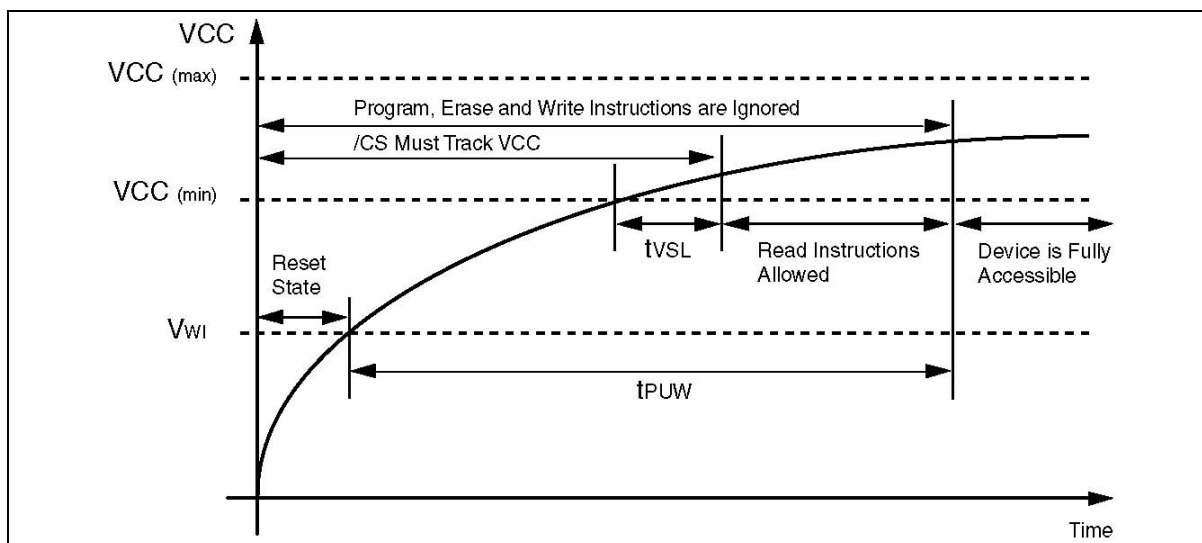 VCC
VCC (max)
Program, Erase and Write Instructions are Ignored
/CS Must Track VCC
VCC (min)
Reset
State
tVSL
Read Instructions
Allowed
Device is Fully
Accessible
VWI
tPUW
Time